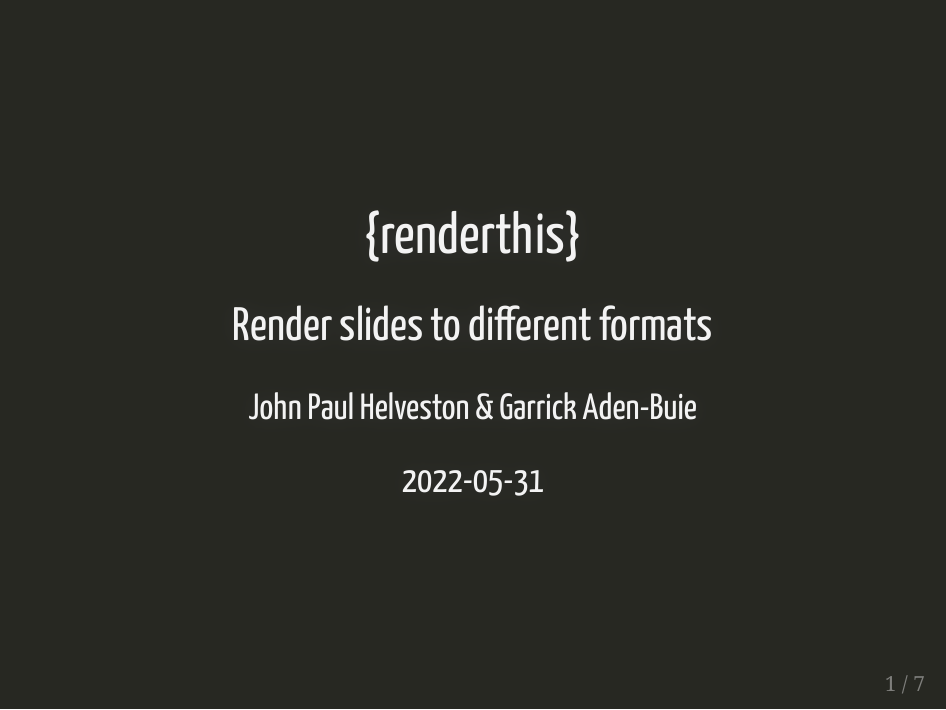 {renderthis}
Render slides to different formats
John Paul Helveston & Garrick Aden-Buie
2022-05-31
1 / 7